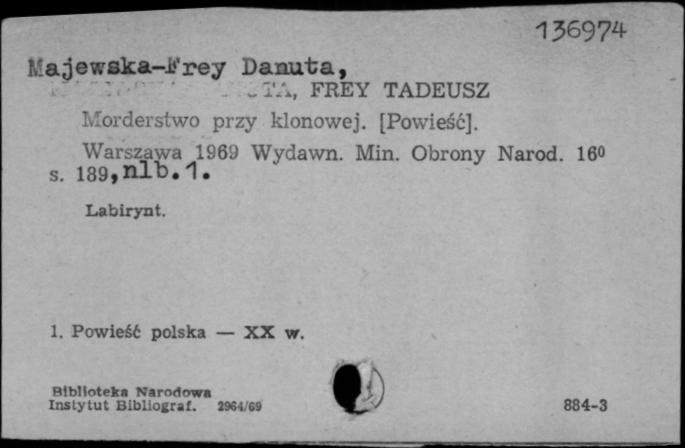 136974
Majewska-Frey Danuta,
TA, FREY TADEUSZ
Morderstwo przy klonowej. [Powieść].
Warszawa 1969 Wydawn. Min. Obrony Narod. 16⁰
s. 189, nlb. 1.
Labirynt.
1. Powieść polska — XX w.
Biblioteka Narodowa
Instytut Bibliograf. 2964/69
884-3